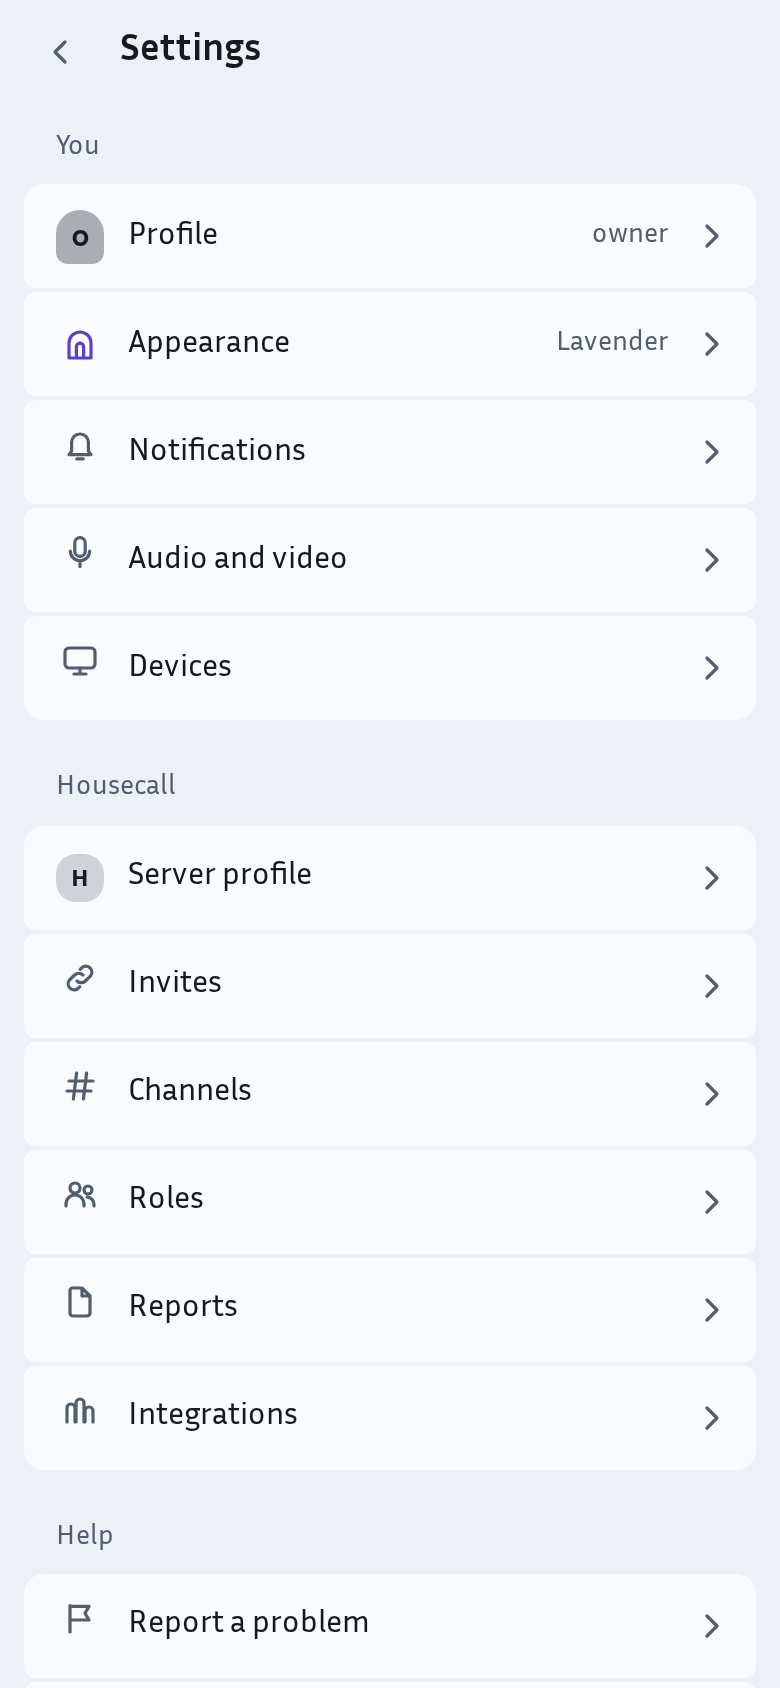 Settings
You
O
Profile
owner
Appearance
Lavender
Notifications
Audio and video
Devices
Housecall
H
Server profile
Invites
Channels
Roles
Reports
Integrations
Help
Report a problem